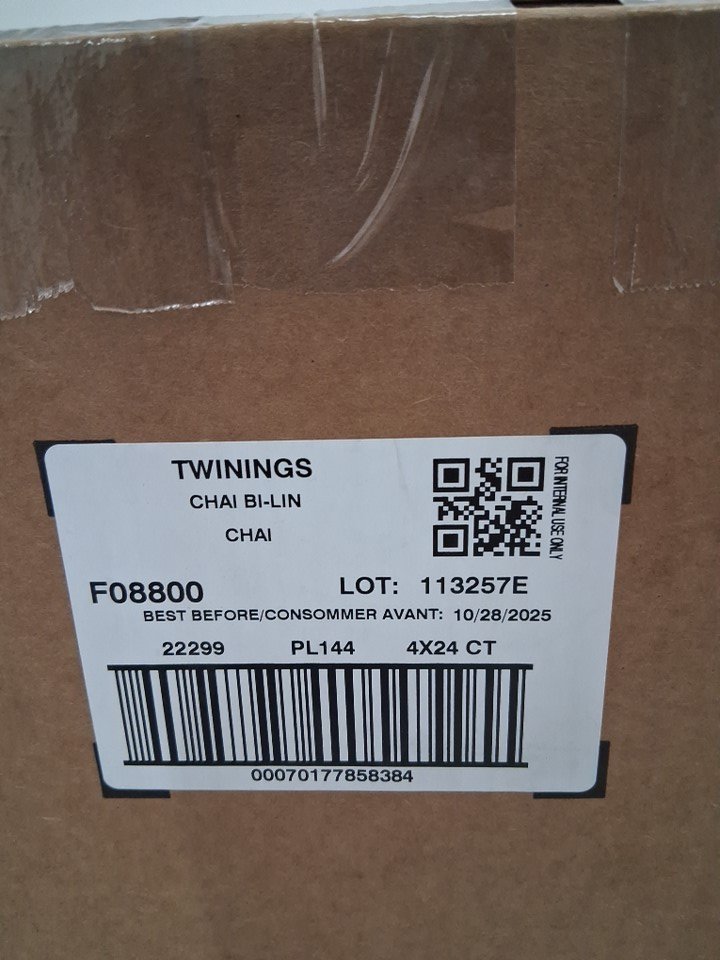 TWININGS
CHAI BI-LIN
CHAI
FOR INTERNAL USE ONLY
F08800 LOT: 113257E
BEST BEFORE/CONSOMMER AVANT: 10/28/2025
22299 PL144 4X24 CT
00070177858384